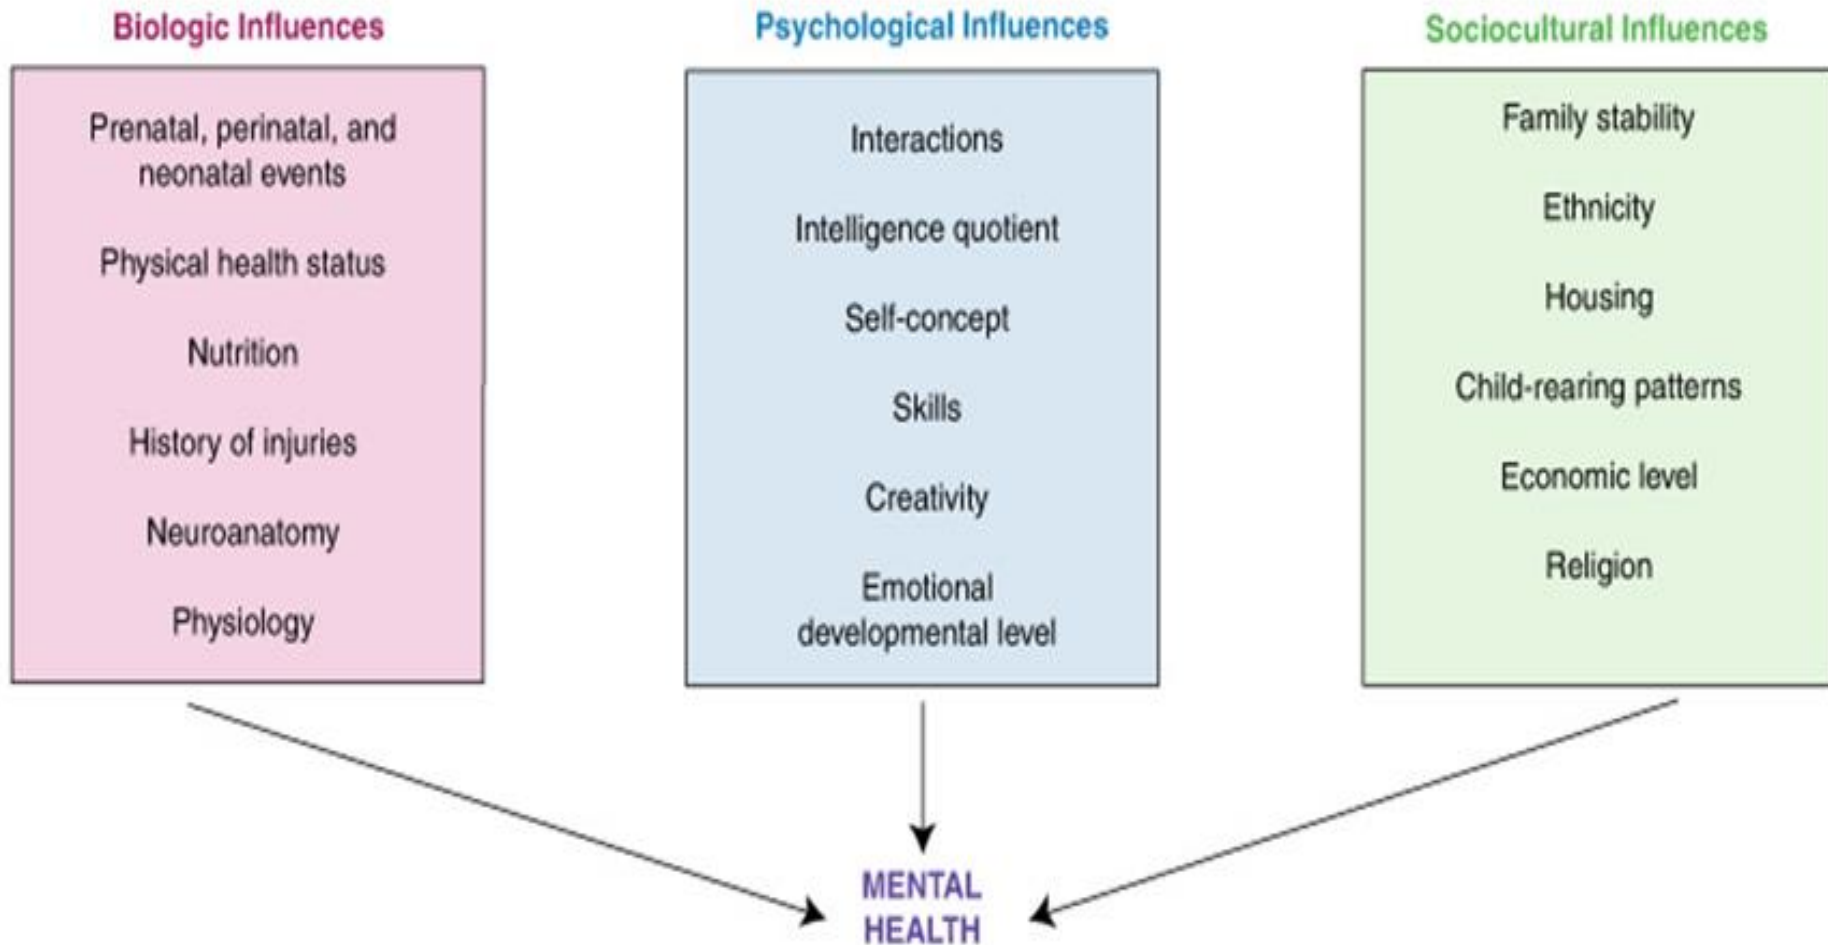 Biologic Influences
Prenatal, perinatal, and
neonatal events
Physical health status
Nutrition
History of injuries
Neuroanatomy
Physiology
Psychological Influences
Interactions
Intelligence quotient
Self-concept
Skills
Creativity
Emotional
developmental level
Sociocultural Influences
Family stability
Ethnicity
Housing
Child-rearing patterns
Economic level
Religion
MENTAL
HEALTH